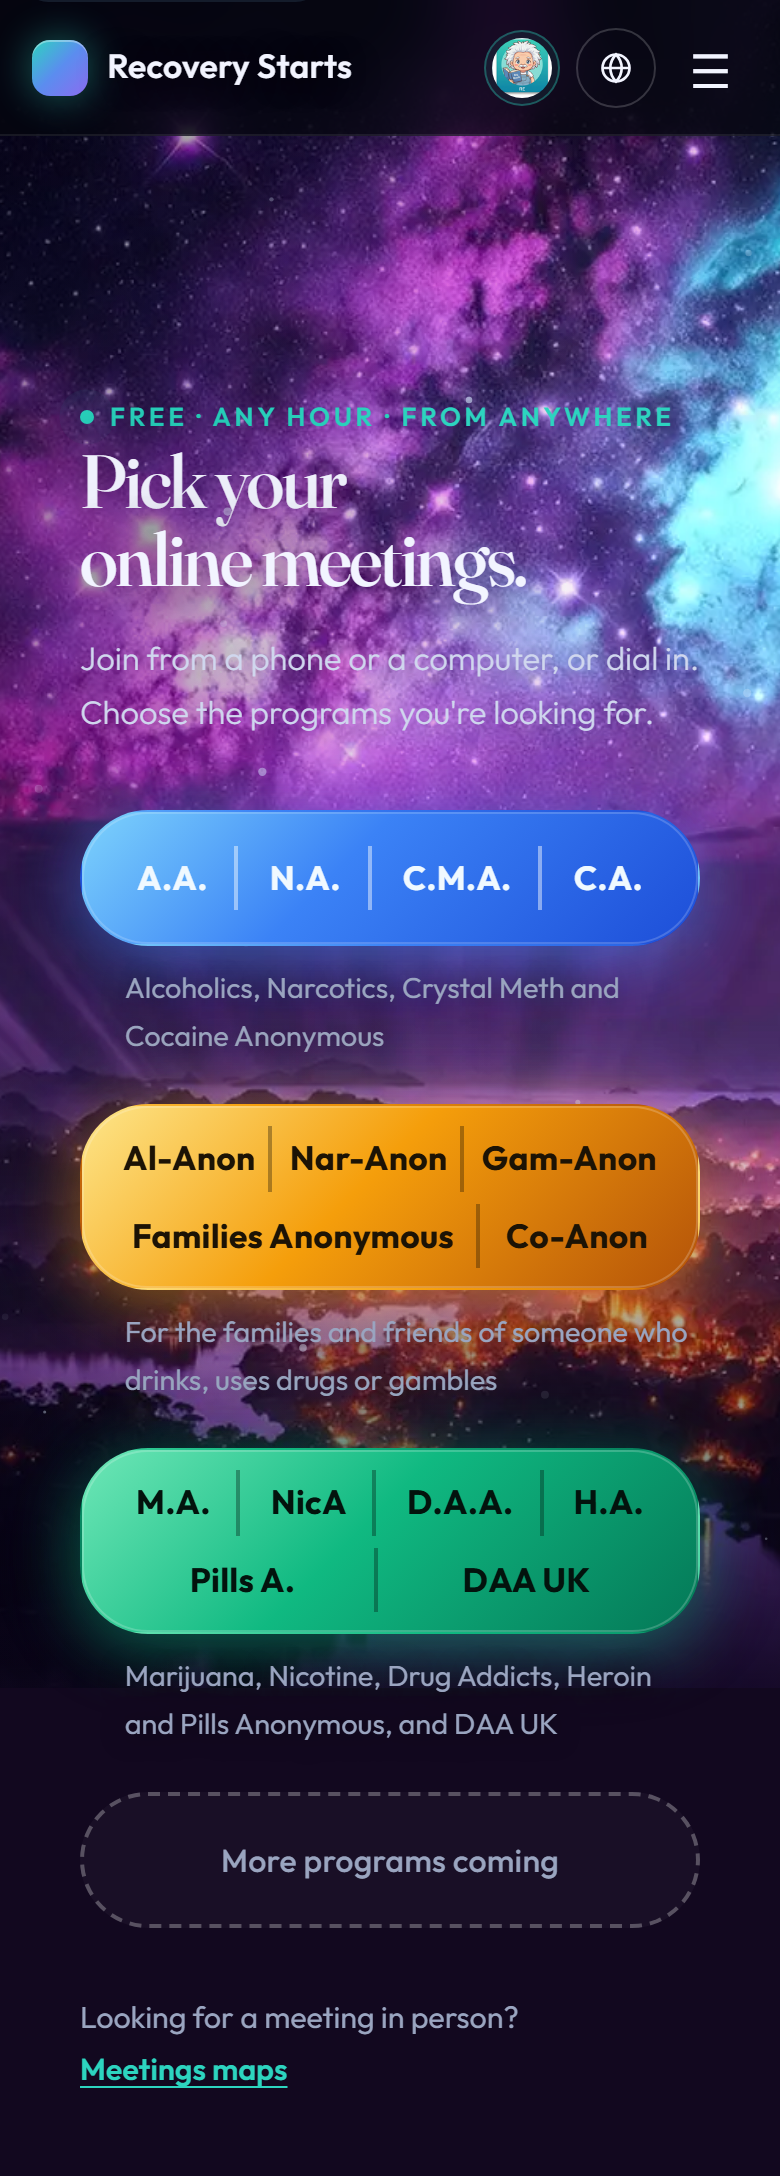 Recovery Starts
FREE · ANY HOUR · FROM ANYWHERE
Pick your
online meetings.
Join from a phone or a computer, or dial in.
Choose the programs you're looking for.
A.A. N.A. C.M.A. C.A.
Alcoholics, Narcotics, Crystal Meth and
Cocaine Anonymous
Al-Anon Nar-Anon Gam-Anon
Families Anonymous Co-Anon
For the families and friends of someone who
drinks, uses drugs or gambles
M.A. NicA D.A.A. H.A.
Pills A. DAA UK
Marijuana, Nicotine, Drug Addicts, Heroin
and Pills Anonymous, and DAA UK
More programs coming
Looking for a meeting in person?
Meetings maps